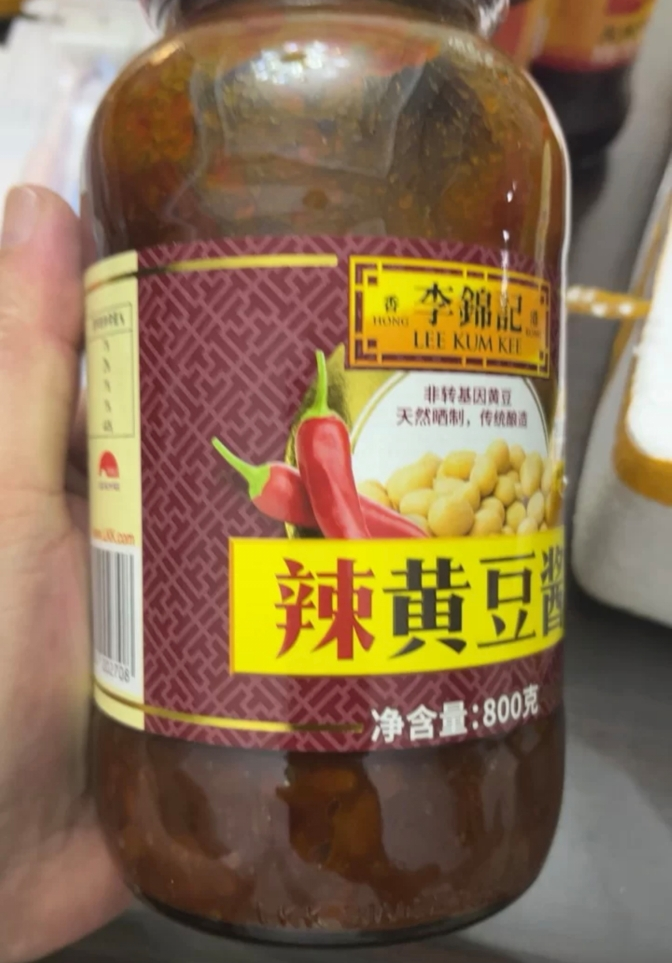 香 李錦記 港
HONG KONG
LEE KUM KEE
非转基因黄豆
天然晒制，传统酿造
辣黄豆酱
净含量:800克